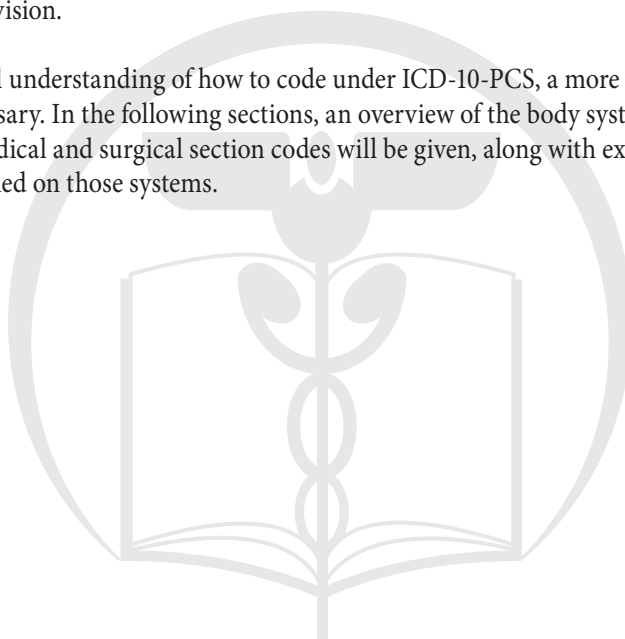 vision.
understanding of how to code under ICD-10-PCS, a more
sary. In the following sections, an overview of the body syst
dical and surgical section codes will be given, along with ex
ed on those systems.